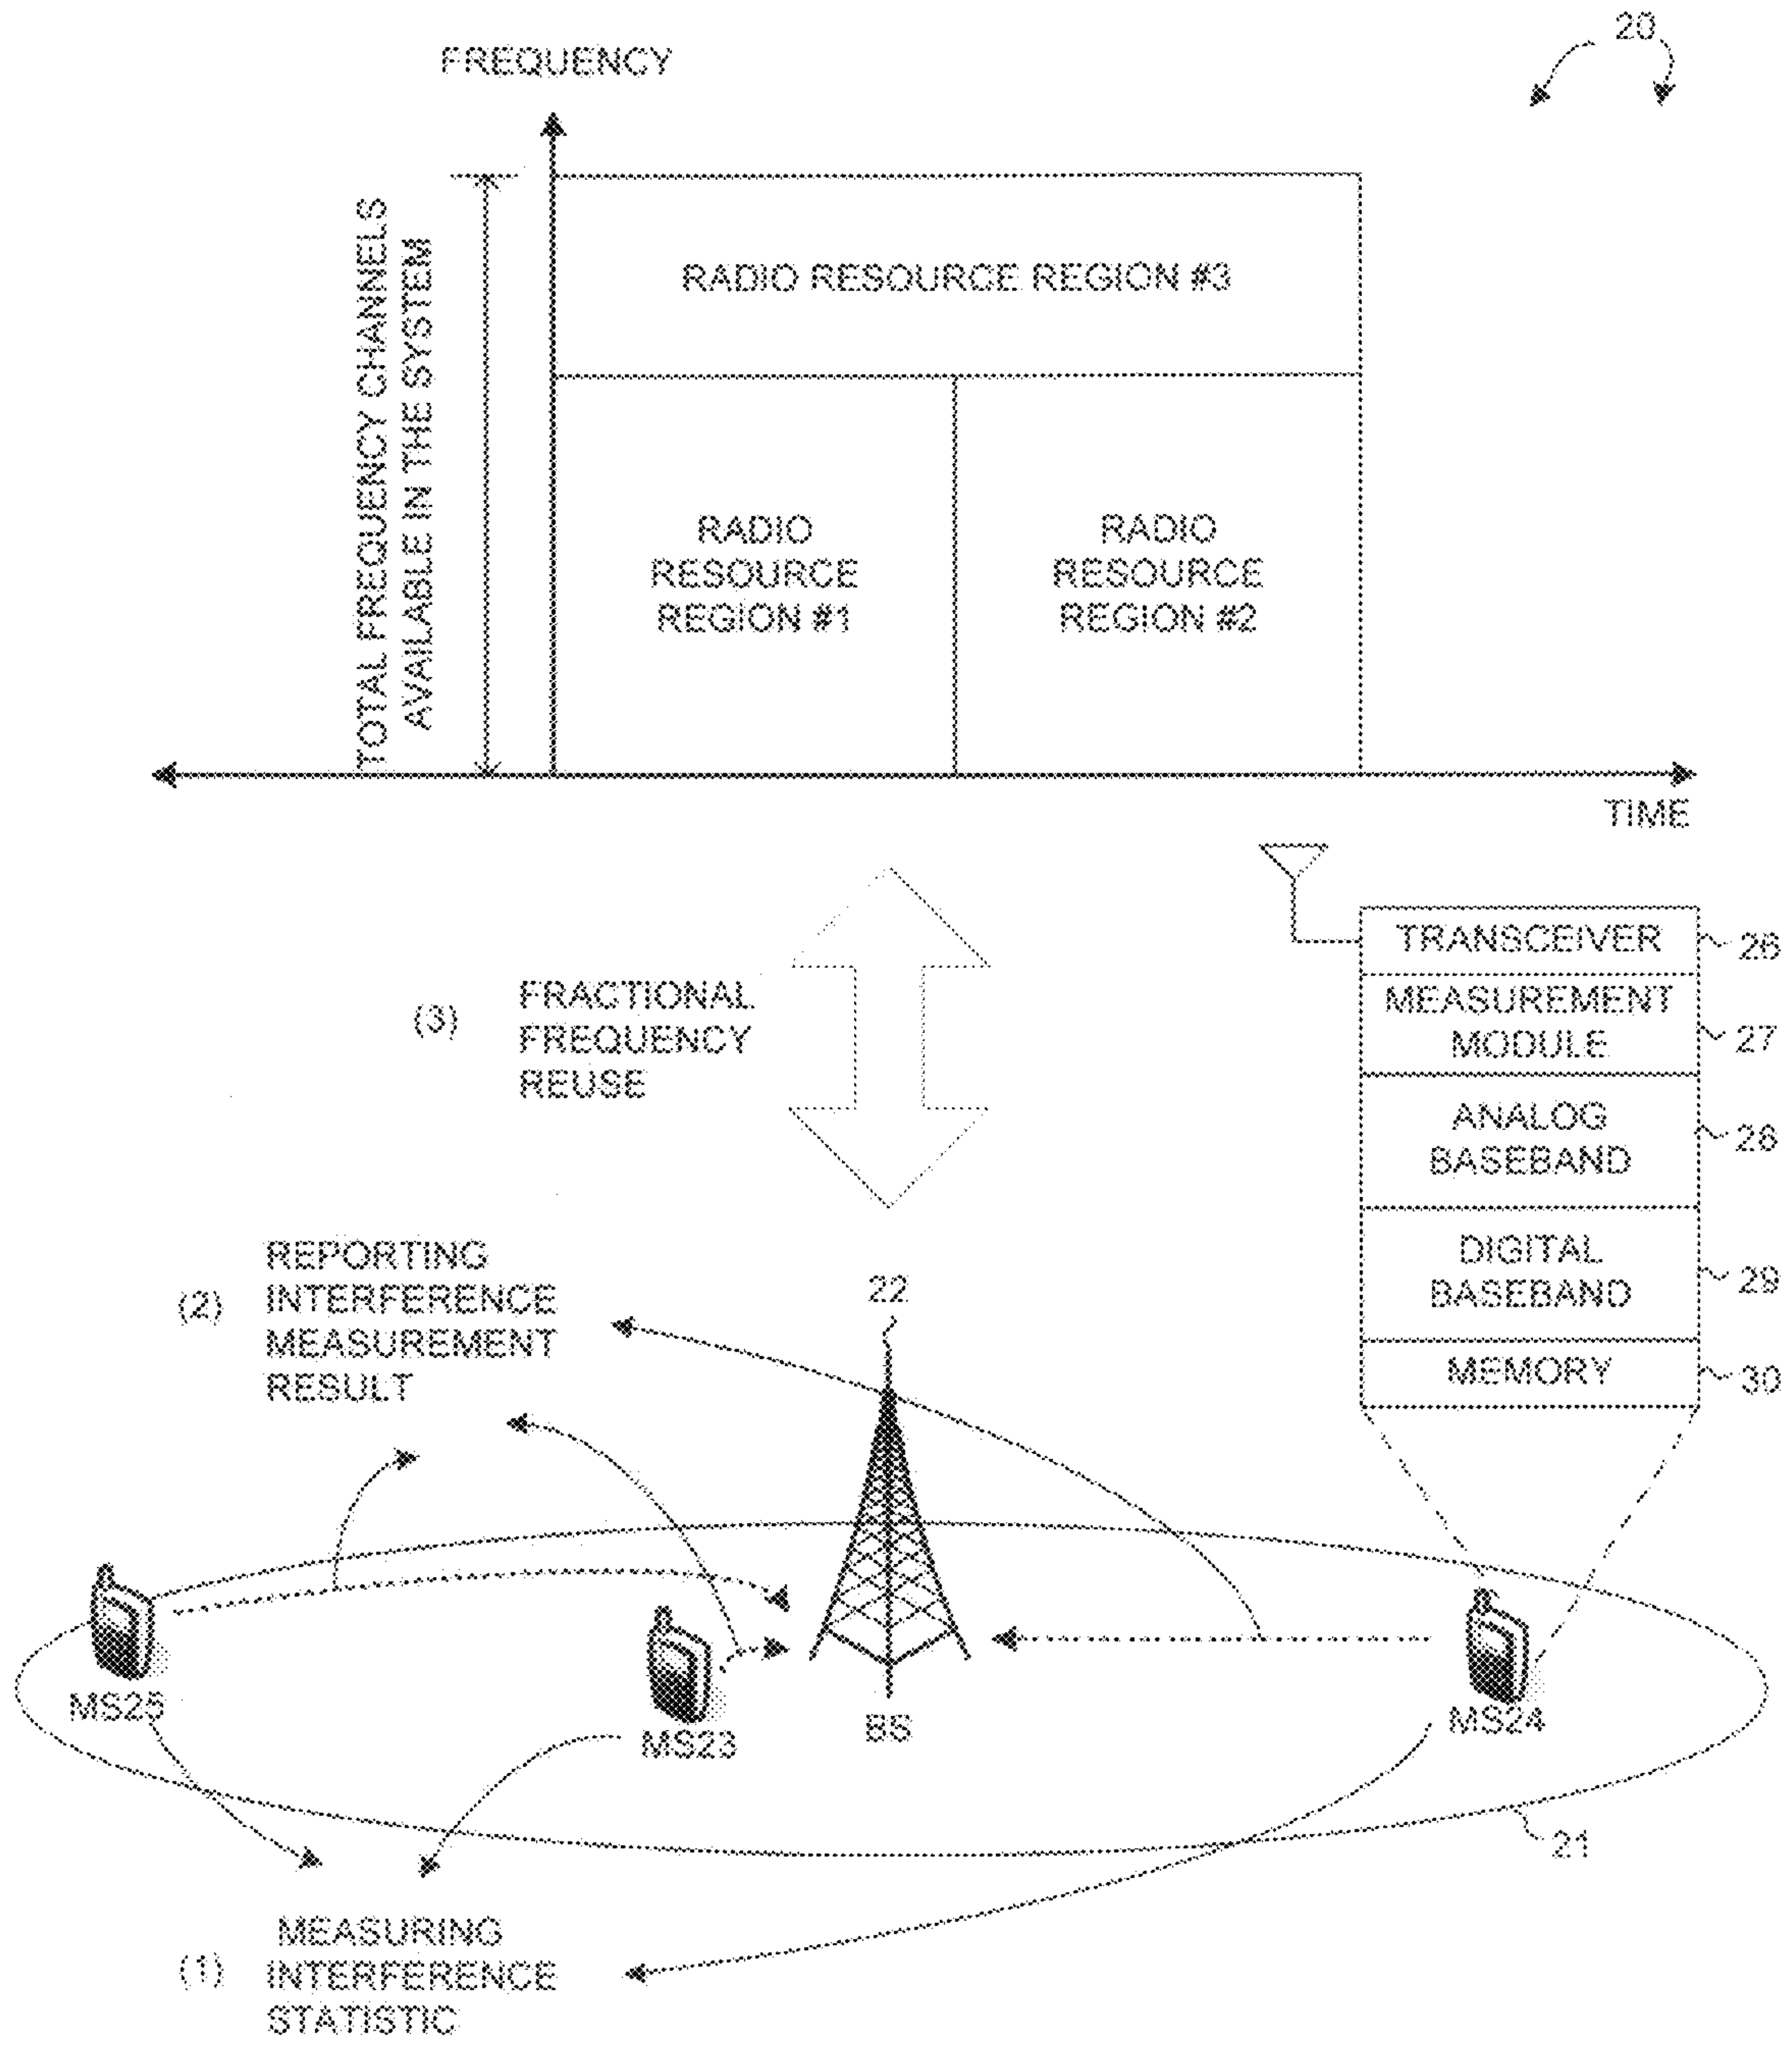 20
FREQUENCY
TOTAL FREQUENCY CHANNELS
AVAILABLE IN THE SYSTEM
RADIO RESOURCE REGION #3
RADIO
RESOURCE
REGION #1
RADIO
RESOURCE
REGION #2
TIME
TRANSCEIVER
26
MEASUREMENT
MODULE
27
ANALOG
BASEBAND
28
DIGITAL
BASEBAND
29
MEMORY
30
(3)
FRACTIONAL
FREQUENCY
REUSE
(2)
REPORTING
INTERFERENCE
MEASUREMENT
RESULT
22
MS25
MS23
BS
MS24
21
(1)
MEASURING
INTERFERENCE
STATISTIC